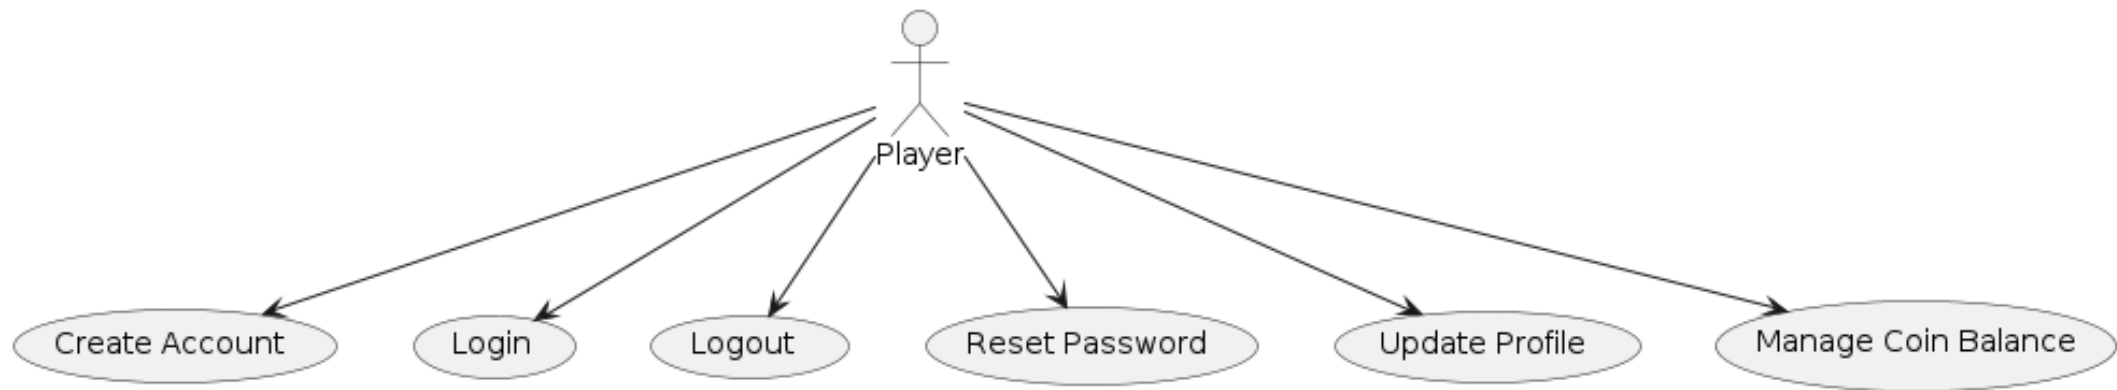 Player
Create Account
Login
Logout
Reset Password
Update Profile
Manage Coin Balance